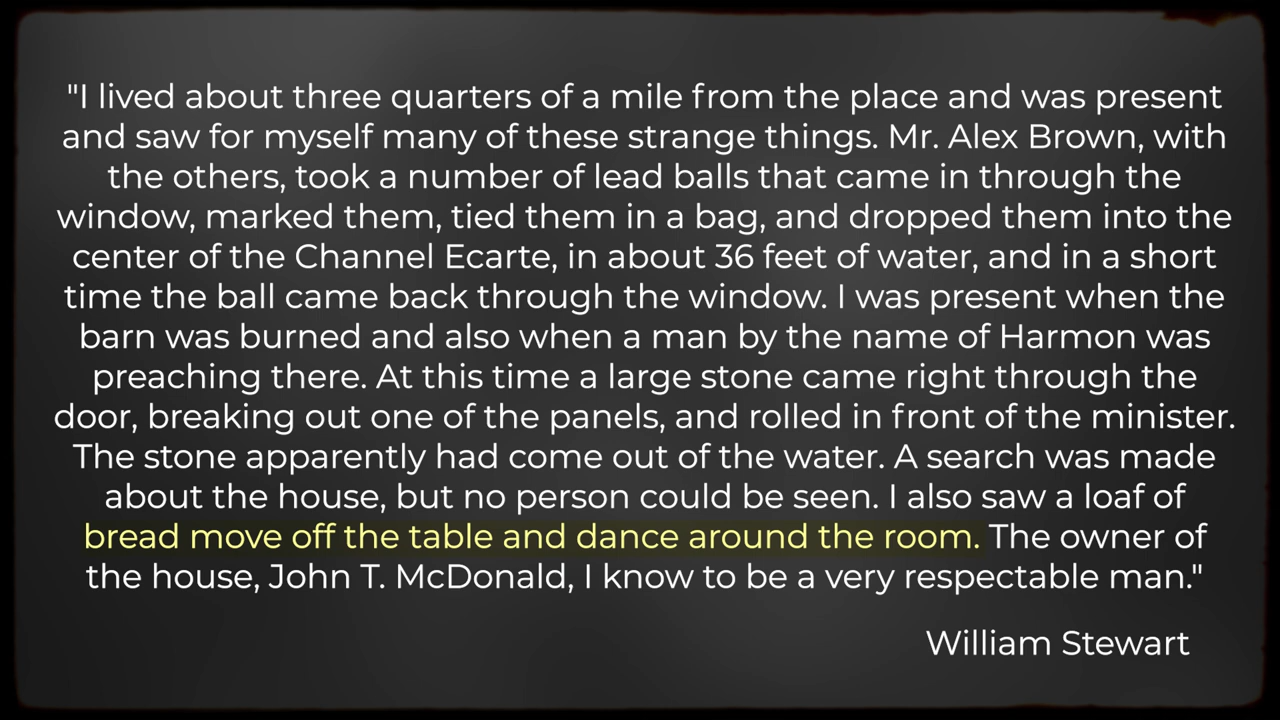 "I lived about three quarters of a mile from the place and was present
and saw for myself many of these strange things. Mr. Alex Brown, with
the others, took a number of lead balls that came in through the
window, marked them, tied them in a bag, and dropped them into the
center of the Channel Ecarte, in about 36 feet of water, and in a short
time the ball came back through the window. I was present when the
barn was burned and also when a man by the name of Harmon was
preaching there. At this time a large stone came right through the
door, breaking out one of the panels, and rolled in front of the minister.
The stone apparently had come out of the water. A search was made
about the house, but no person could be seen. I also saw a loaf of
bread move off the table and dance around the room. The owner of
the house, John T. McDonald, I know to be a very respectable man."
William Stewart